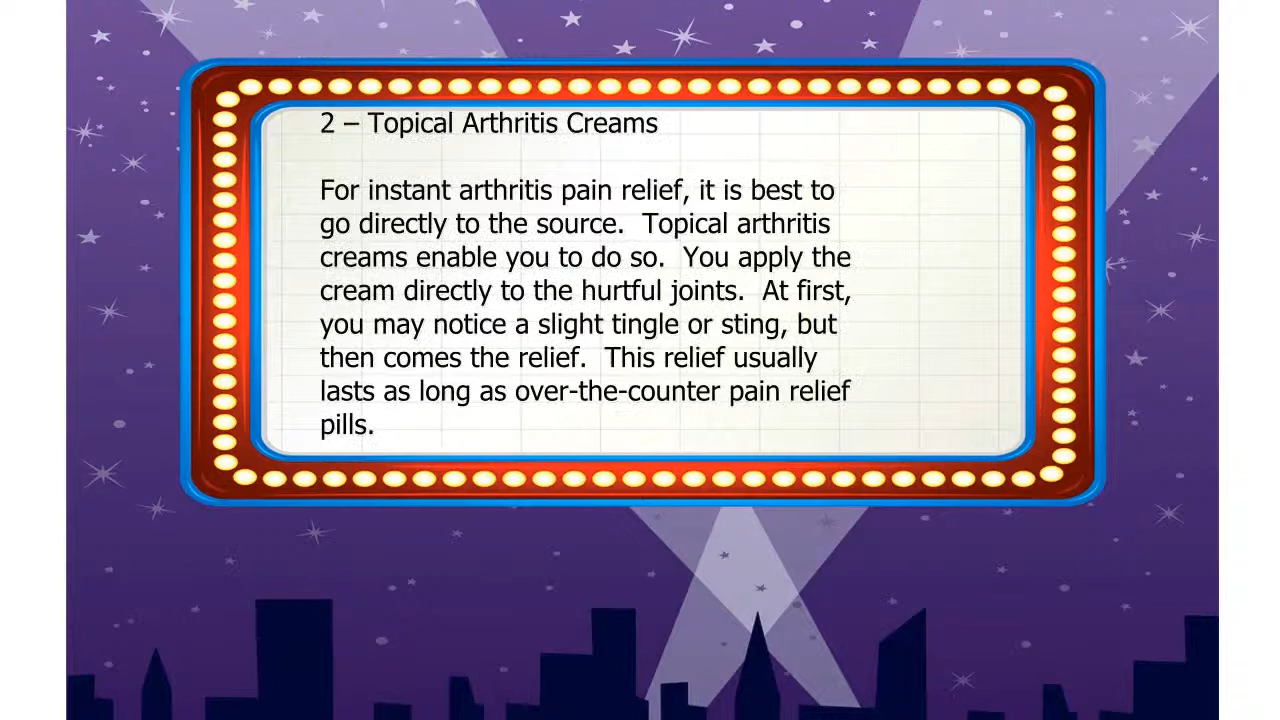 2 – Topical Arthritis Creams
For instant arthritis pain relief, it is best to
go directly to the source.  Topical arthritis
creams enable you to do so.  You apply the
cream directly to the hurtful joints.  At first,
you may notice a slight tingle or sting, but
then comes the relief.  This relief usually
lasts as long as over-the-counter pain relief
pills.